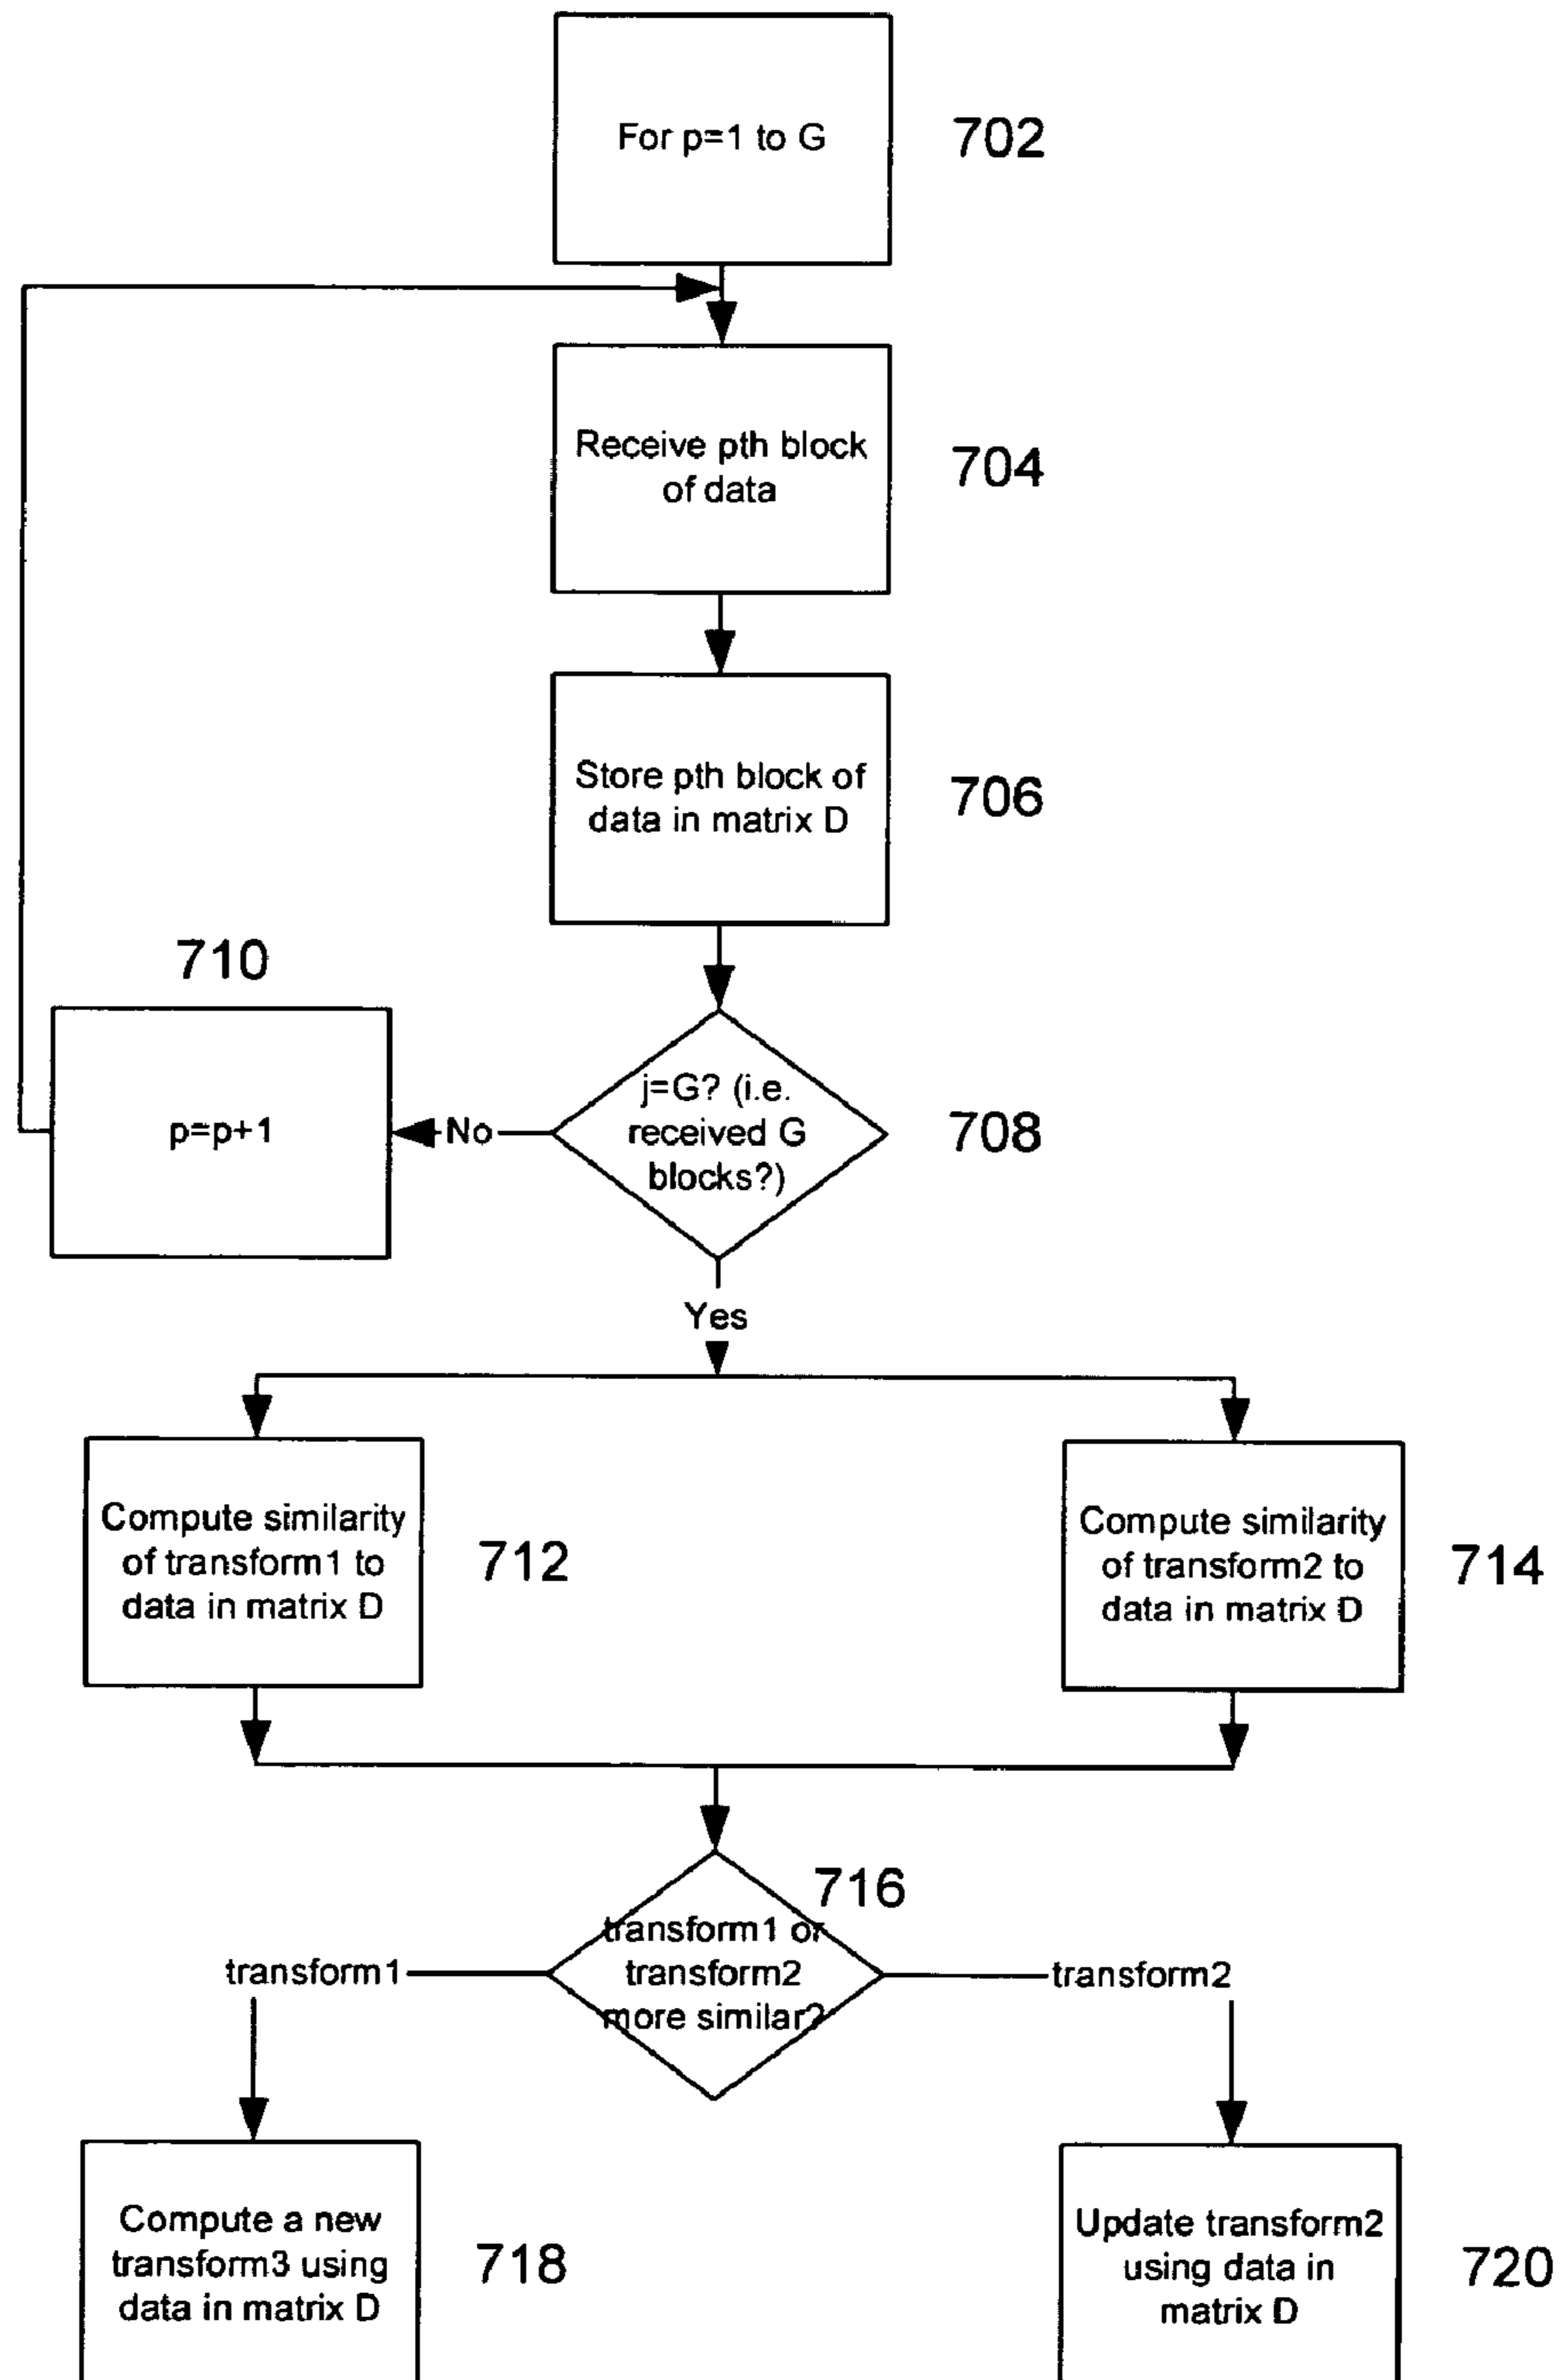 For p=1 to G
702
Receive pth block
of data
704
Store pth block of
data in matrix D
706
710
p=p+1
No
j=G? (i.e.
received G
blocks?)
708
Yes
Compute similarity
of transform1 to
data in matrix D
712
Compute similarity
of transform2 to
data in matrix D
714
716
transform1 or
transform2
more similar?
transform1
transform2
Compute a new
transform3 using
data in matrix D
718
Update transform2
using data in
matrix D
720